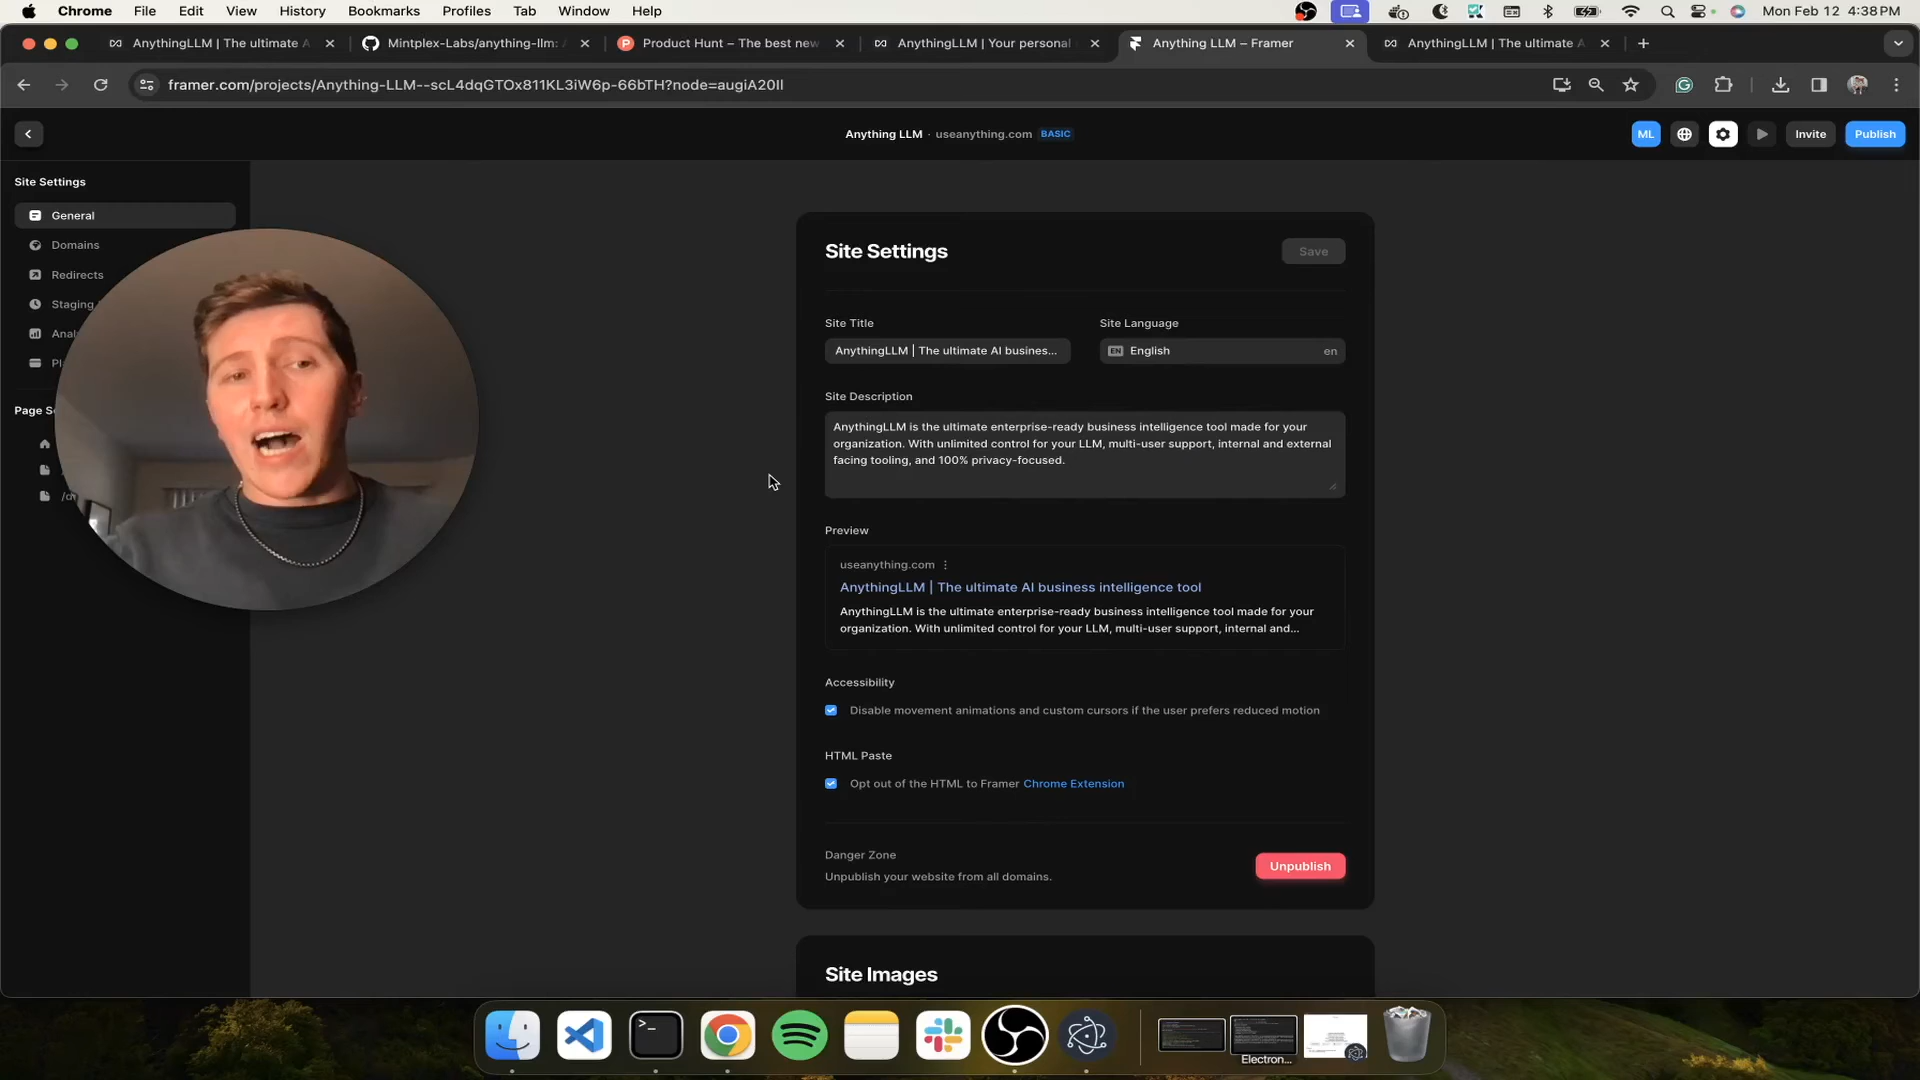 Chrome File Edit View History Bookmarks Profiles Tab Window Help Mon Feb 12 4:38 PM
AnythingLLM | The ultimate A
Mintplex-Labs/anything-llm:
Product Hunt – The best new
AnythingLLM | Your personal
Anything LLM – Framer
AnythingLLM | The ultimate A
framer.com/projects/Anything-LLM--scL4dqGTOx811KL3iW6p-66bTH?node=augiA20Il
Anything LLM · useanything.com BASIC
ML
Invite
Publish
Site Settings
General
Domains
Redirects
Staging
Page
Site Settings
Save
Site Title
AnythingLLM | The ultimate AI busines...
Site Language
EN English en
Site Description
AnythingLLM is the ultimate enterprise-ready business intelligence tool made for your
organization. With unlimited control for your LLM, multi-user support, internal and external
facing tooling, and 100% privacy-focused.
Preview
useanything.com
AnythingLLM | The ultimate AI business intelligence tool
AnythingLLM is the ultimate enterprise-ready business intelligence tool made for your
organization. With unlimited control for your LLM, multi-user support, internal and...
Accessibility
Disable movement animations and custom cursors if the user prefers reduced motion
HTML Paste
Opt out of the HTML to Framer Chrome Extension
Danger Zone
Unpublish your website from all domains.
Unpublish
Site Images
Electron...